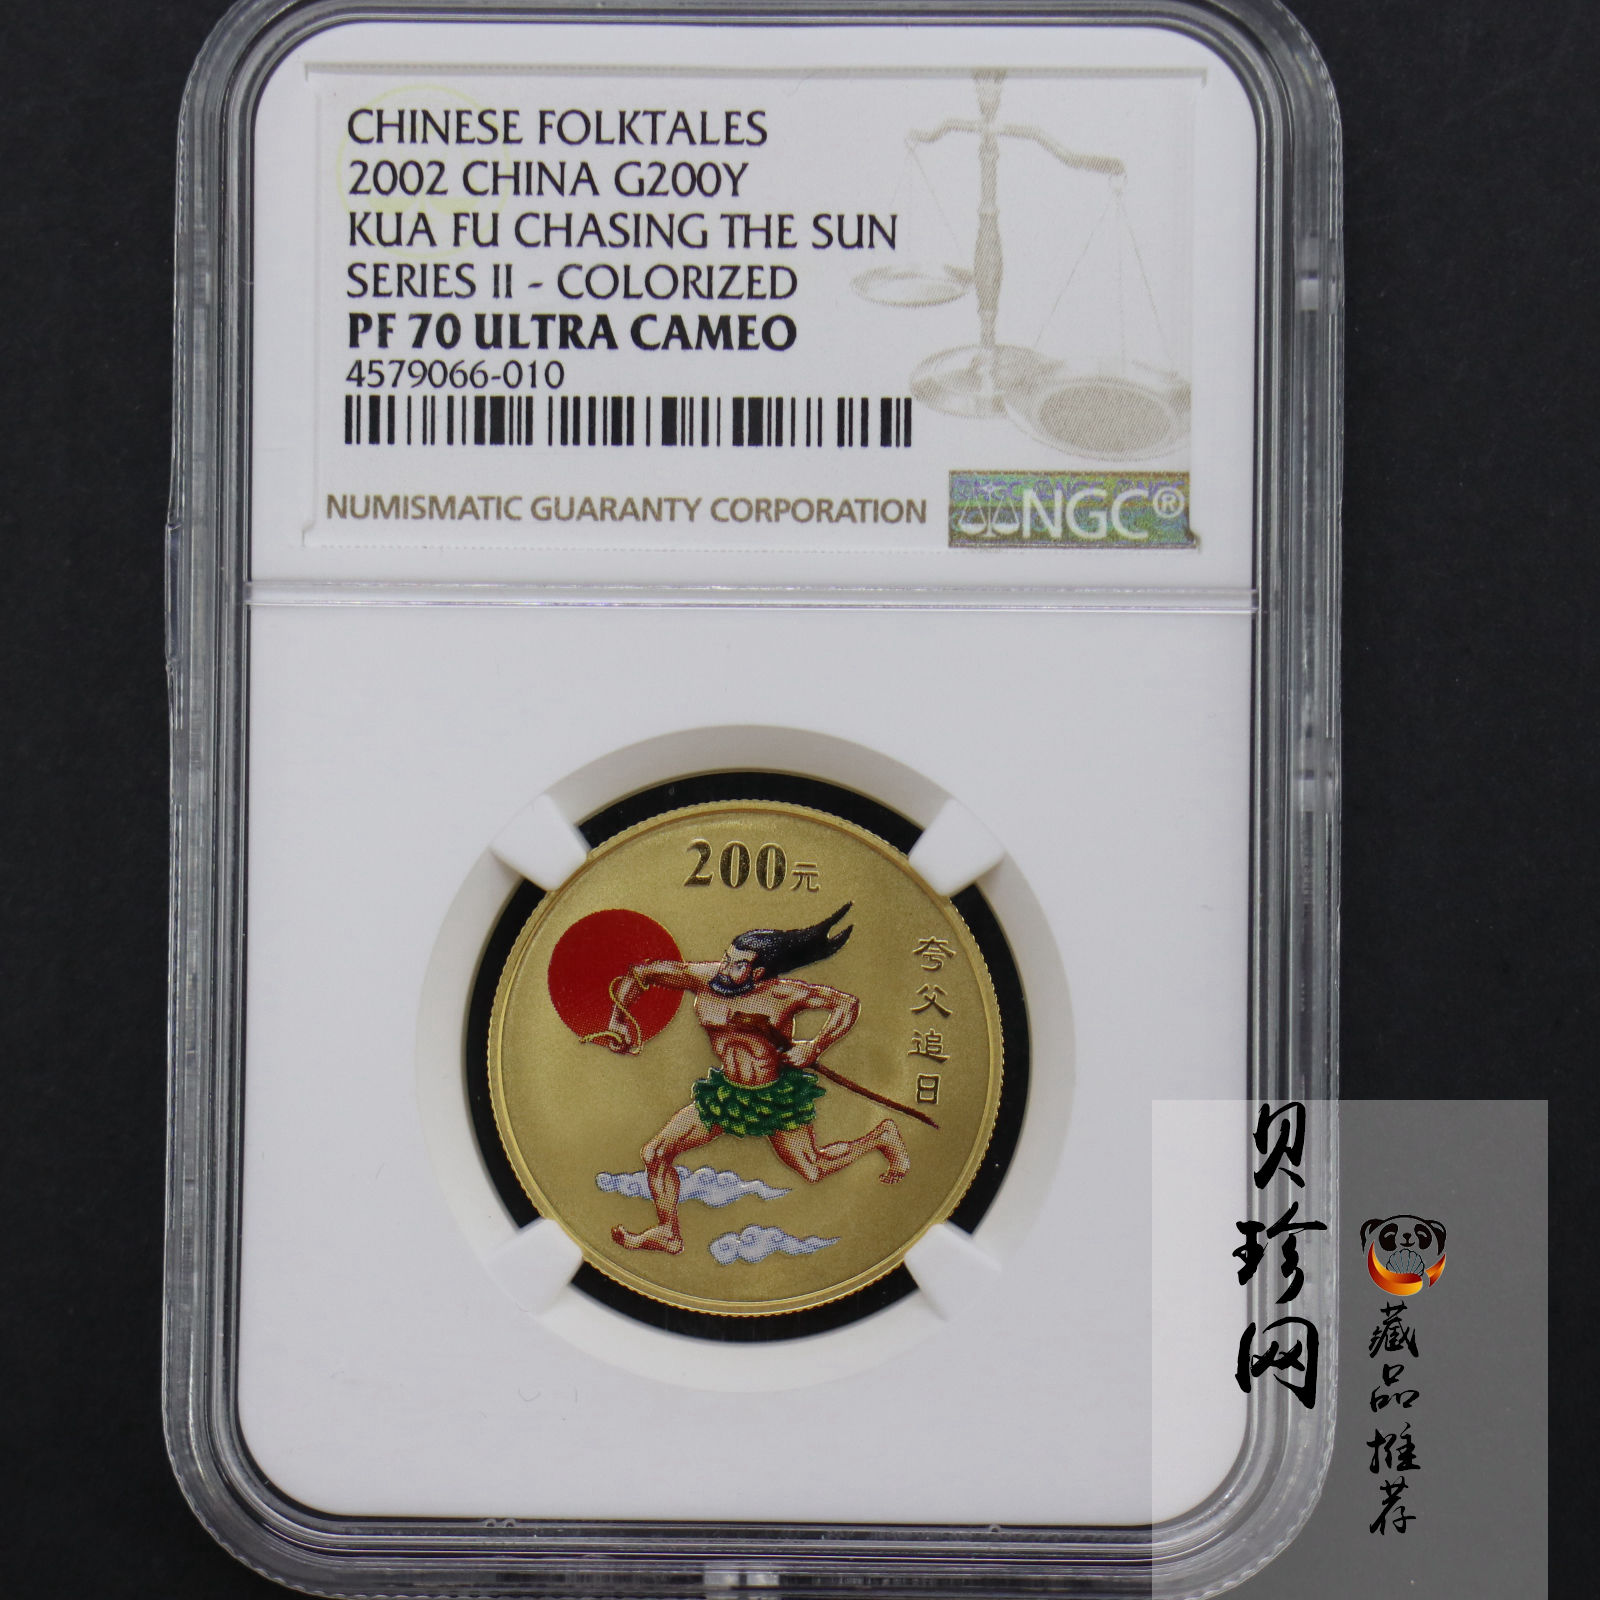 CHINESE FOLKTALES
2002 CHINA G200Y
KUA FU CHASING THE SUN
SERIES II - COLORIZED
PF 70 ULTRA CAMEO
4579066-010
NUMISMATIC GUARANTY CORPORATION
NGC®
200元
夸父追日
贝珍网
藏品推荐